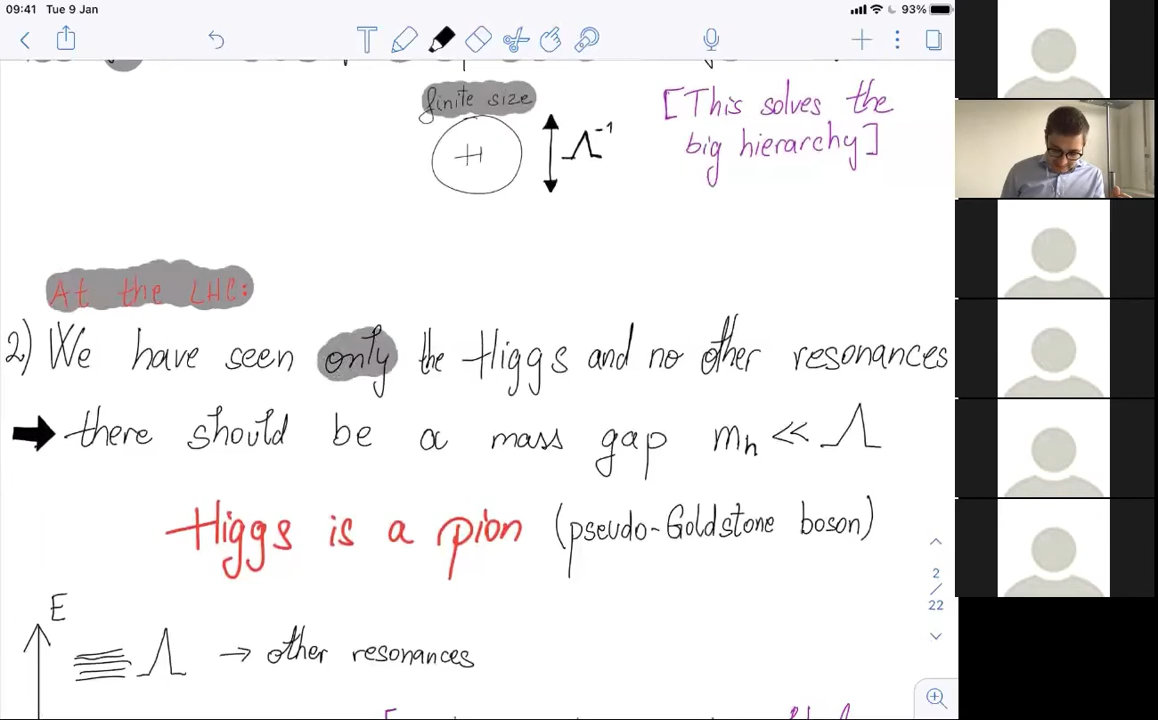 09:41 Tue 9 Jan
93%
finite size
H
Λ⁻¹
[This solves the
big hierarchy]
At the LHC:
2) We have seen only the Higgs and no other resonances
➡ there should be a mass gap mₕ << Λ
Higgs is a pion (pseudo-Goldstone boson)
2
/
22
E
Λ → other resonances